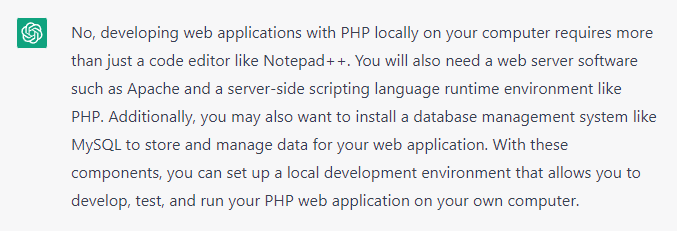 No, developing web applications with PHP locally on your computer requires more
than just a code editor like Notepad++. You will also need a web server software
such as Apache and a server-side scripting language runtime environment like
PHP. Additionally, you may also want to install a database management system like
MySQL to store and manage data for your web application. With these
components, you can set up a local development environment that allows you to
develop, test, and run your PHP web application on your own computer.